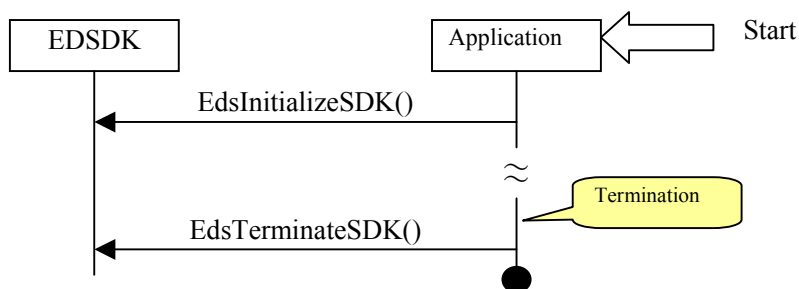 EDSDK
Application
Start
EdsInitializeSDK()
≈
Termination
EdsTerminateSDK()